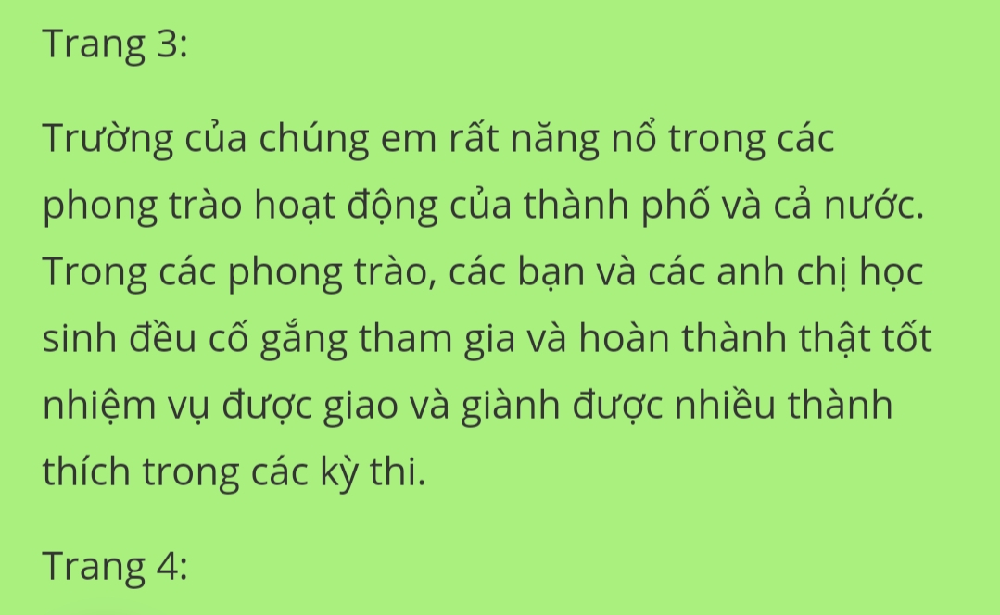 Trang 3:
Trường của chúng em rất năng nổ trong các
phong trào hoạt động của thành phố và cả nước.
Trong các phong trào, các bạn và các anh chị học
sinh đều cố gắng tham gia và hoàn thành thật tốt
nhiệm vụ được giao và giành được nhiều thành
thích trong các kỳ thi.
Trang 4: